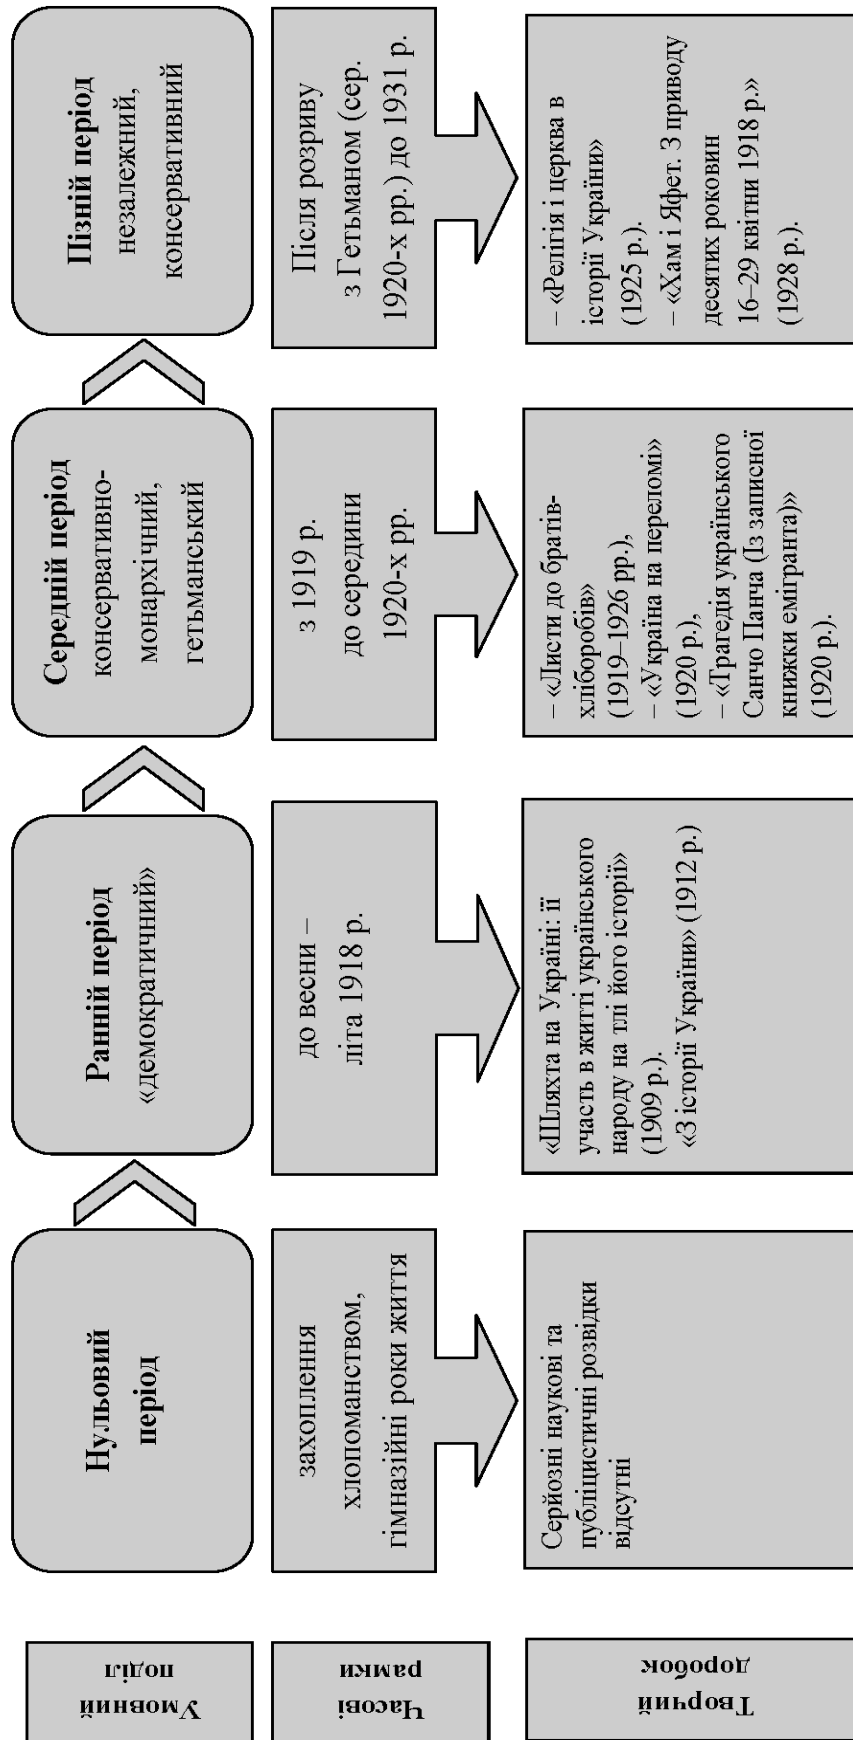 Умовний
поділ
Нульовий
період
Ранній період
«демократичний»
Середній період
консервативно-
монархічний,
гетьманський
Пізній період
незалежний,
консервативний
Часові
рамки
захоплення
хлопоманством,
гімназійні роки життя
до весни –
літа 1918 р.
з 1919 р.
до середини
1920-х рр.
Після розриву
з Гетьманом (сер.
1920-х рр.) до 1931 р.
Творчий
доробок
Серйозні наукові та
публіцистичні розвідки
відсутні
«Шляхта на Україні: її
участь в житті українського
народу на тлі його історії»
(1909 р.).
«З історії України» (1912 р.)
– «Листи до братів-
хліборобів»
(1919–1926 рр.),
– «Україна на переломі»
(1920 р.),
– «Трагедія українського
Санчо Панча (Із записної
книжки емігранта)»
(1920 р.).
– «Релігія і церква в
історії України»
(1925 р.).
– «Хам і Яфет. З приводу
десятих роковин
16–29 квітни 1918 р.»
(1928 р.).